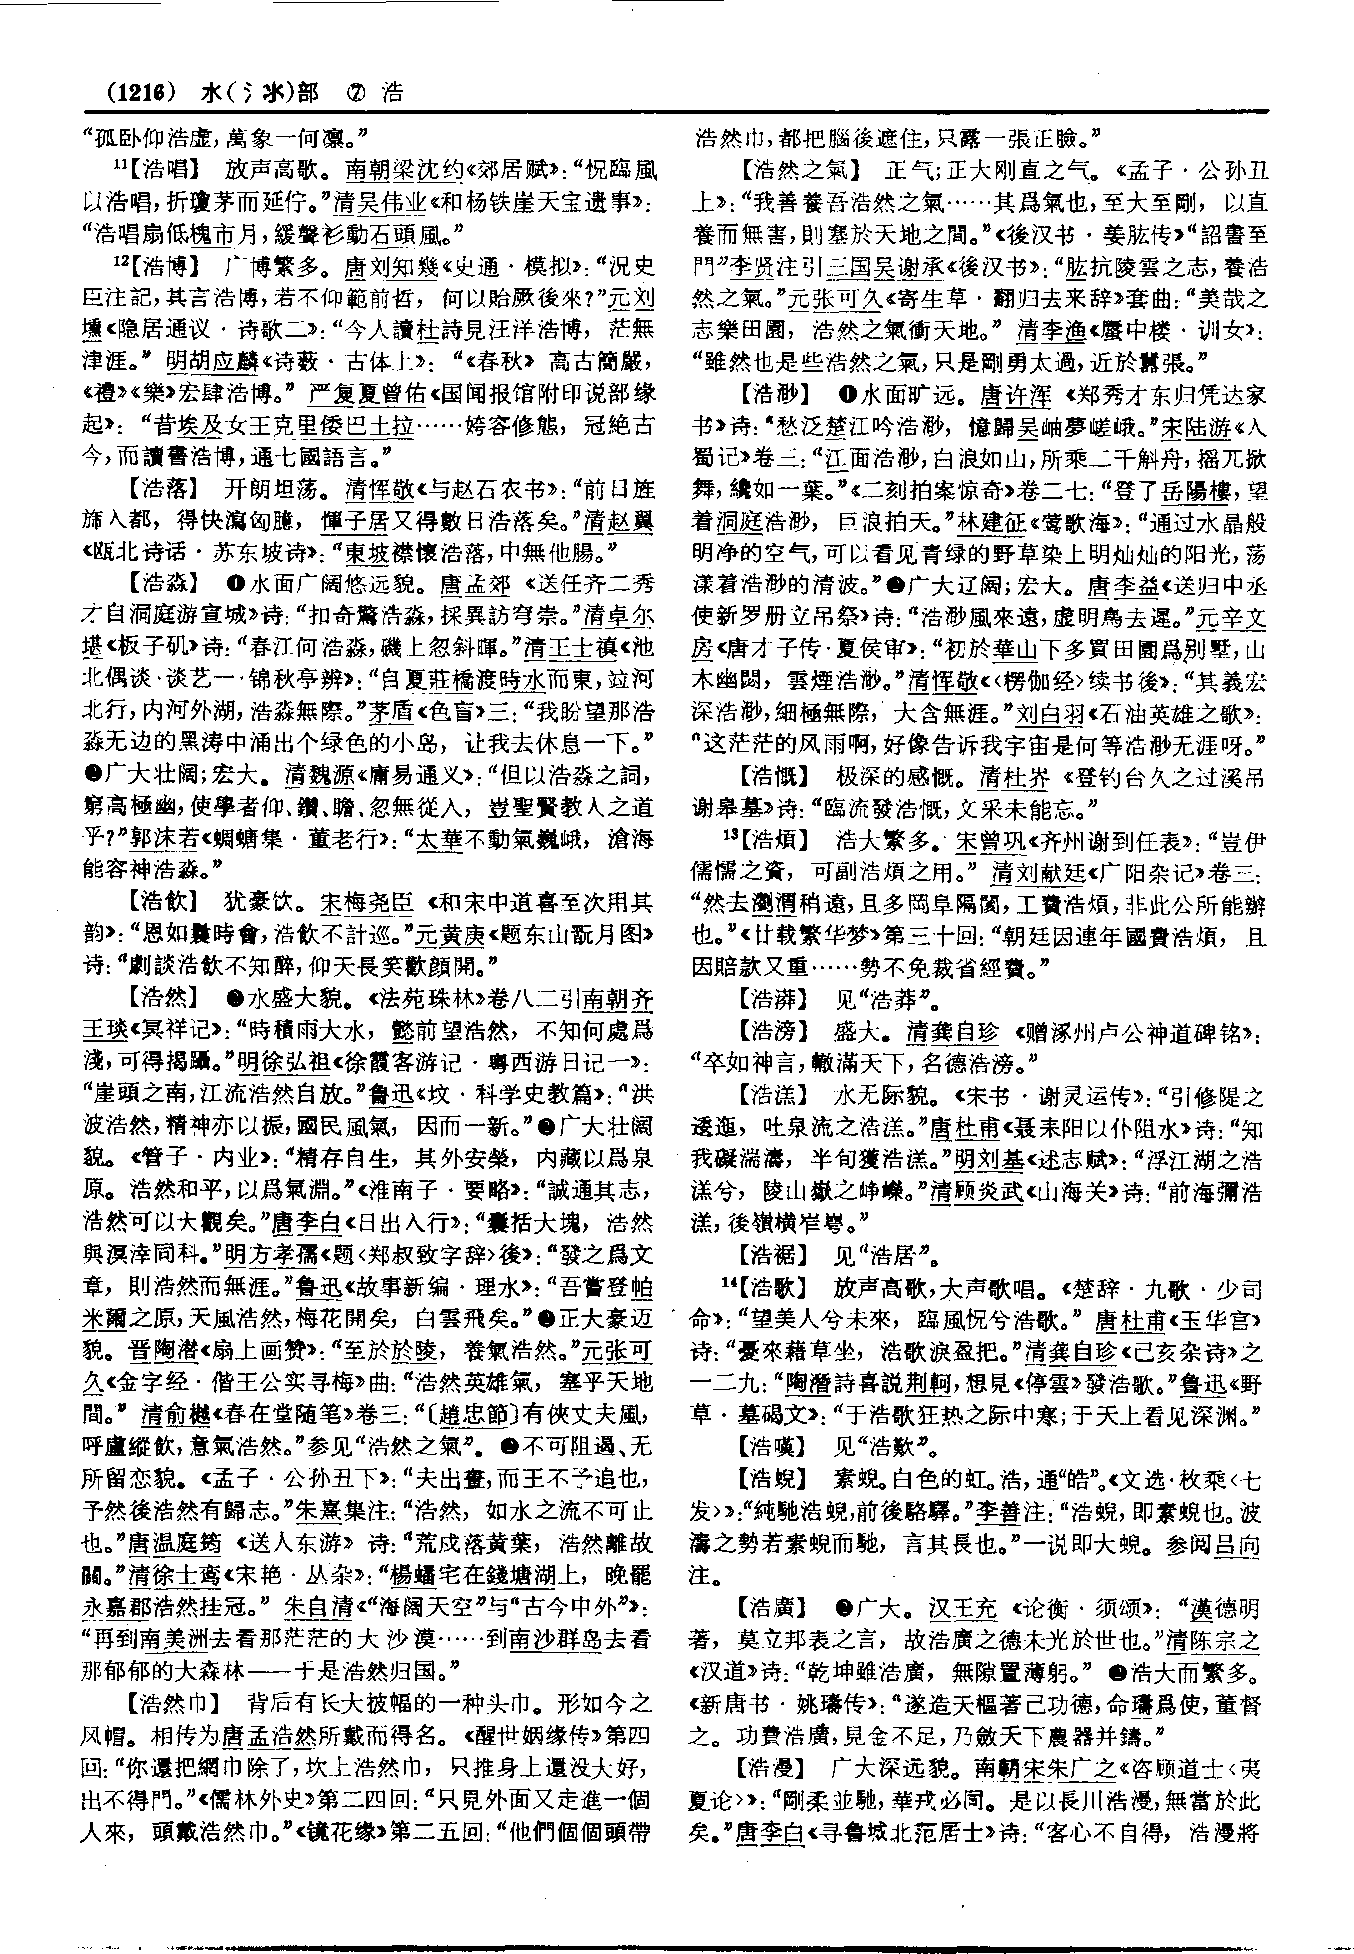 (1216) 水(氵氺)部 ⑦ 浩
“孤卧仰浩虚，萬象一何凛。”
¹¹【浩唱】 放声高歌。南朝梁沈约《郊居赋》：“怳臨風
以浩唱，折瓊茅而延佇。”清吴伟业《和杨铁崖天宝遗事》：
“浩唱扇低槐市月，緩聲衫動石頭風。”
¹²【浩博】 广博繁多。唐刘知幾《史通·模拟》：“況史
臣注記，其言浩博，若不仰範前哲，何以貽厥後來？”元刘
壎《隐居通议·诗歌二》：“今人讀杜詩見汪洋浩博，茫無
津涯。”明胡应麟《诗薮·古体上》：“《春秋》高古簡嚴，
《禮》《樂》宏肆浩博。”严复夏曾佑《国闻报馆附印说部缘
起》：“昔埃及女王克里倭巴土拉……姱容修態，冠絶古
今，而讀書浩博，通七國語言。”
【浩落】 开朗坦荡。清恽敬《与赵石衣书》：“前日旌
旆入都，得快瀉匈臆，惲子居又得數日浩落矣。”清赵翼
《瓯北诗话·苏东坡诗》：“東坡襟懷浩落，中無他腸。”
【浩淼】 ❶水面广阔悠远貌。唐孟郊《送任齐二秀
才自洞庭游宣城》诗：“扣奇驚浩淼，採異訪穹崇。”清卓尔
堪《板子矶》诗：“春江何浩淼，磯上忽斜暉。”清王士禛《池
北偶谈·谈艺一·锦秋亭辨》：“自夏莊橋渡時水而東，竝河
北行，内河外湖，浩淼無際。”茅盾《色盲》三：“我盼望那浩
淼无边的黑涛中涌出个绿色的小岛，让我去休息一下。”
❷广大壮阔；宏大。清魏源《庸易通义》：“但以浩淼之詞，
窮高極幽，使學者仰、鑽、瞻、忽無從入，豈聖賢教人之道
乎？”郭沫若《蜩螗集·董老行》：“太華不動氣巍峨，滄海
能容神浩淼。”
【浩飲】 犹豪饮。宋梅尧臣《和宋中道喜至次用其
韵》：“恩如曩時會，浩飲不計巡。”元黄庚《题东山翫月图》
诗：“劇談浩飲不知醉，仰天長笑歡顔開。”
【浩然】 ❶水盛大貌。《法苑珠林》卷八二引南朝齐
王琰《冥祥记》：“時積雨大水，懿前望浩然，不知何處爲
淺，可得揭躡。”明徐弘祖《徐霞客游记·粤西游日记一》：
“崖頭之南，江流浩然自放。”鲁迅《坟·科学史教篇》：“洪
波浩然，精神亦以振，國民風氣，因而一新。”❷广大壮阔
貌。《管子·内业》：“精存自生，其外安榮，内藏以爲泉
原。浩然和平，以爲氣淵。”《淮南子·要略》：“誠通其志，
浩然可以大觀矣。”唐李白《日出入行》：“囊括大塊，浩然
與溟涬同科。”明方孝孺《题〈郑叔致字辞〉後》：“發之爲文
章，則浩然而無涯。”鲁迅《故事新编·理水》：“吾嘗登帕
米爾之原，天風浩然，梅花開矣，白雲飛矣。”❸正大豪迈
貌。晋陶潜《扇上画赞》：“至於於陵，養氣浩然。”元张可
久《金字经·偕王公实寻梅》曲：“浩然英雄氣，塞乎天地
間。”清俞樾《春在堂随笔》卷三：“〔趙忠節〕有俠丈夫風，
呼盧縱飲，意氣浩然。”参见“浩然之氣”。❹不可阻遏、无
所留恋貌。《孟子·公孙丑下》：“夫出晝，而王不予追也，
予然後浩然有歸志。”朱熹集注：“浩然，如水之流不可止
也。”唐温庭筠《送人东游》诗：“荒戍落黄葉，浩然離故
關。”清徐士鸾《宋艳·丛杂》：“楊蟠宅在錢塘湖上，晚罷
永嘉郡浩然挂冠。”朱自清《“海阔天空”与“古今中外”》：
“再到南美洲去看那茫茫的大沙漠……到南沙群岛去看
那郁郁的大森林——于是浩然归国。”
【浩然巾】 背后有长大披幅的一种头巾。形如今之
风帽。相传为唐孟浩然所戴而得名。《醒世姻缘传》第四
回：“你還把網巾除了，坎上浩然巾，只推身上還没大好，
出不得門。”《儒林外史》第二四回：“只見外面又走進一個
人來，頭戴浩然巾。”《镜花缘》第二五回：“他們個個頭帶
浩然巾，都把腦後遮住，只露一張正臉。”
【浩然之氣】 正气；正大刚直之气。《孟子·公孙丑
上》：“我善養吾浩然之氣……其爲氣也，至大至剛，以直
養而無害，則塞於天地之間。”《後汉书·姜肱传》“詔書至
門”李贤注引三国吴谢承《後汉书》：“肱抗陵雲之志，養浩
然之氣。”元张可久《寄生草·翻归去来辞》套曲：“美哉之
志樂田園，浩然之氣衝天地。”清李渔《蜃中楼·训女》：
“雖然也是些浩然之氣，只是剛勇太過，近於囂張。”
【浩渺】 ❶水面旷远。唐许浑《郑秀才东归凭达家
书》诗：“愁泛楚江吟浩渺，憶歸吴岫夢嵯峨。”宋陆游《入
蜀记》卷三：“江面浩渺，白浪如山，所乘二千斛舟，摇兀掀
舞，纔如一葉。”《二刻拍案惊奇》卷二七：“登了岳陽樓，望
着洞庭浩渺，巨浪拍天。”林建征《莺歌海》：“通过水晶般
明净的空气，可以看见青绿的野草染上明灿灿的阳光，荡
漾着浩渺的清波。”❷广大辽阔；宏大。唐李益《送归中丞
使新罗册立吊祭》诗：“浩渺風來遠，虚明鳥去遲。”元辛文
房《唐才子传·夏侯审》：“初於華山下多買田園爲别墅，山
木幽閟，雲煙浩渺。”清恽敬《〈楞伽经〉续书後》：“其義宏
深浩渺，細極無際，大含無涯。”刘白羽《石油英雄之歌》：
“这茫茫的风雨啊，好像告诉我宇宙是何等浩渺无涯呀。”
【浩慨】 极深的感慨。清杜岕《登钓台久之过溪吊
谢皋墓》诗：“臨流發浩慨，文采未能忘。”
¹³【浩煩】 浩大繁多。宋曾巩《齐州谢到任表》：“豈伊
儒懦之資，可副浩煩之用。”清刘献廷《广阳杂记》卷三：
“然去瀏渭稍遠，且多岡阜隔閡，工費浩煩，非此公所能辦
也。”《廿载繁华梦》第三十回：“朝廷因連年國費浩煩，且
因賠款又重……勢不免裁省經費。”
【浩漭】 见“浩莽”。
【浩滂】 盛大。清龚自珍《赠涿州卢公神道碑铭》：
“卒如神言，轍滿天下，名德浩滂。”
【浩溔】 水无际貌。《宋书·谢灵运传》：“引修隄之
逶迤，吐泉流之浩溔。”唐杜甫《聂耒阳以仆阻水》诗：“知
我礙湍濤，半旬獲浩溔。”明刘基《述志赋》：“浮江湖之浩
溔兮，陵山嶽之崢嶸。”清顾炎武《山海关》诗：“前海彌浩
溔，後嶺横岝崿。”
【浩裾】 见“浩居”。
¹⁴【浩歌】 放声高歌，大声歌唱。《楚辞·九歌·少司
命》：“望美人兮未來，臨風怳兮浩歌。”唐杜甫《玉华宫》
诗：“憂來藉草坐，浩歌淚盈把。”清龚自珍《己亥杂诗》之
一二九：“陶潛詩喜説荆軻，想見《停雲》發浩歌。”鲁迅《野
草·墓碣文》：“于浩歌狂热之际中寒；于天上看见深渊。”
【浩嘆】 见“浩歎”。
【浩蜺】 素蜺。白色的虹。浩，通“皓”。《文选·枚乘〈七
发〉》：“純馳浩蜺，前後駱驛。”李善注：“浩蜺，即素蜺也。波
濤之勢若素蜺而馳，言其長也。”一说即大蜺。参阅吕向
注。
【浩廣】 ❶广大。汉王充《论衡·须颂》：“漢德明
著，莫立邦表之言，故浩廣之德未光於世也。”清陈宗之
《汉道》诗：“乾坤雖浩廣，無隙置薄躬。”❷浩大而繁多。
《新唐书·姚璹传》：“遂造天樞著己功德，命璹爲使，董督
之。功費浩廣，見金不足，乃斂天下農器并鑄。”
【浩漫】 广大深远貌。南朝宋朱广之《咨顾道士〈夷
夏论〉》：“剛柔並馳，華戎必同。是以長川浩漫，無當於此
矣。”唐李白《寻鲁城北范居士》诗：“客心不自得，浩漫將